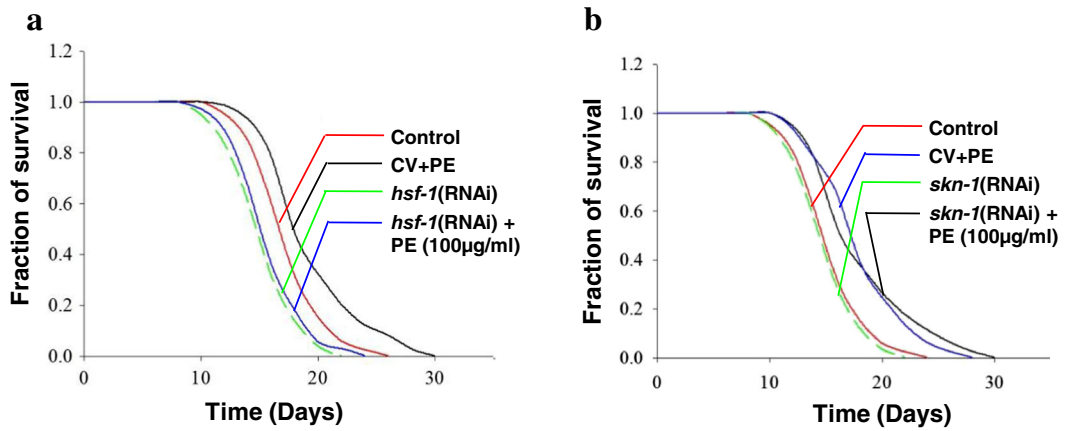 a
1.2
1.0
0.8
0.6
0.4
0.2
0.0
Fraction of survival
0
10
20
30
Time (Days)
Control
CV+PE
hsf-1(RNAi)
hsf-1(RNAi) +
PE (100µg/ml)
b
1.2
1.0
0.8
0.6
0.4
0.2
0.0
Fraction of survival
0
10
20
30
Time (Days)
Control
CV+PE
skn-1(RNAi)
skn-1(RNAi) +
PE (100µg/ml)